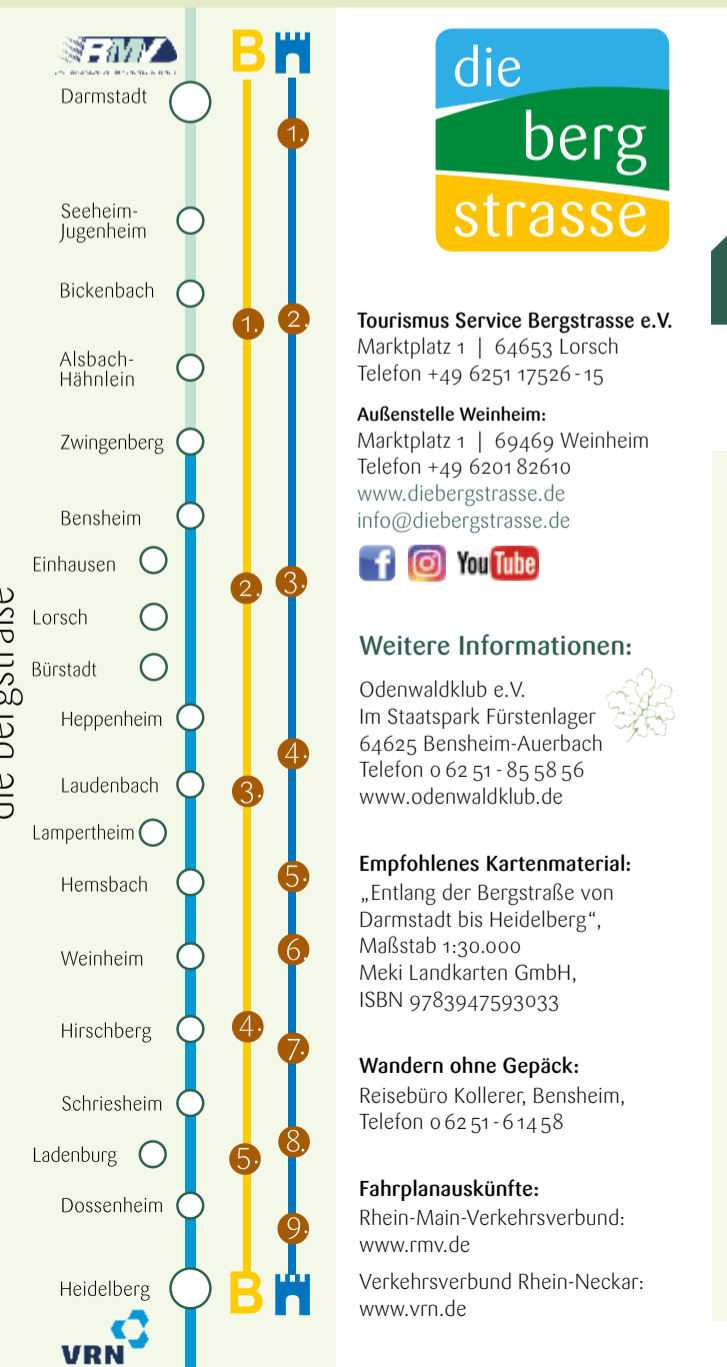 RMV
Darmstadt
Seeheim-
Jugenheim
Bickenbach
Alsbach-
Hähnlein
Zwingenberg
Bensheim
Einhausen
Lorsch
Bürstadt
Heppenheim
Laudenbach
Lampertheim
Hemsbach
Weinheim
Hirschberg
Schriesheim
Ladenburg
Dossenheim
Heidelberg
VRN
die bergstraße
B
1.
2.
3.
4.
5.
B
1.
2.
3.
4.
5.
6.
7.
8.
9.
die
berg
strasse
Tourismus Service Bergstrasse e.V.
Marktplatz 1 | 64653 Lorsch
Telefon +49 6251 17526-15
Außenstelle Weinheim:
Marktplatz 1 | 69469 Weinheim
Telefon +49 6201 82610
www.diebergstrasse.de
info@diebergstrasse.de
f
YouTube
Weitere Informationen:
Odenwaldklub e.V.
Im Staatspark Fürstenlager
64625 Bensheim-Auerbach
Telefon 0 62 51 - 85 58 56
www.odenwaldklub.de
Empfohlenes Kartenmaterial:
„Entlang der Bergstraße von
Darmstadt bis Heidelberg“,
Maßstab 1:30.000
Meki Landkarten GmbH,
ISBN 9783947593033
Wandern ohne Gepäck:
Reisebüro Kollerer, Bensheim,
Telefon 0 62 51 - 6 14 58
Fahrplanauskünfte:
Rhein-Main-Verkehrsverbund:
www.rmv.de
Verkehrsverbund Rhein-Neckar:
www.vrn.de